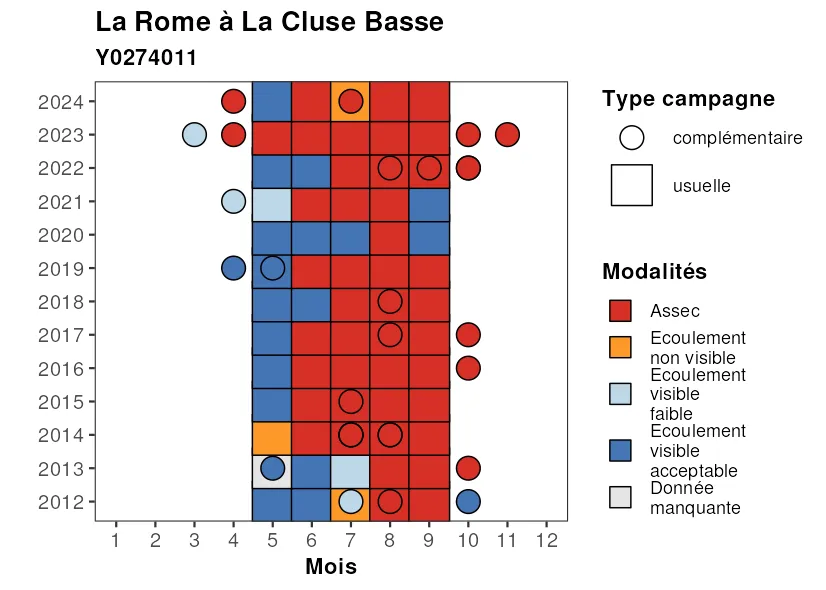 La Rome à La Cluse Basse
Y0274011
2024
2023
2022
2021
2020
2019
2018
2017
2016
2015
2014
2013
2012
1 2 3 4 5 6 7 8 9 10 11 12
Mois
Type campagne
complémentaire
usuelle
Modalités
Assec
Ecoulement
non visible
Ecoulement
visible
faible
Ecoulement
visible
acceptable
Donnée
manquante